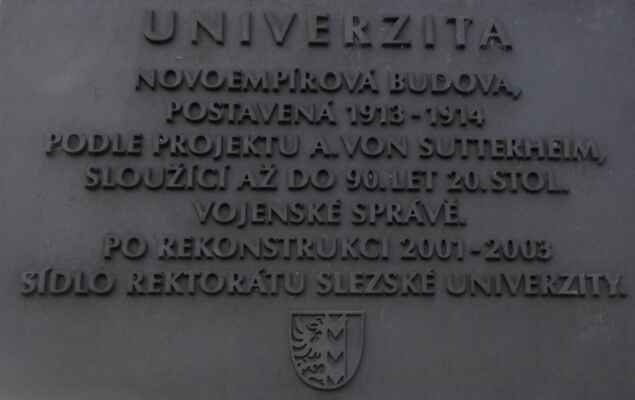 UNIVERZITA
NOVOEMPÍROVÁ BUDOVA,
POSTAVENÁ 1913-1914
PODLE PROJEKTU A. VON SUTTERHEIM,
SLOUŽÍCÍ AŽ DO 90. LET 20. STOL.
VOJENSKÉ SPRÁVĚ.
PO REKONSTRUKCI 2001-2003
SÍDLO REKTORÁTU SLEZSKÉ UNIVERZITY.